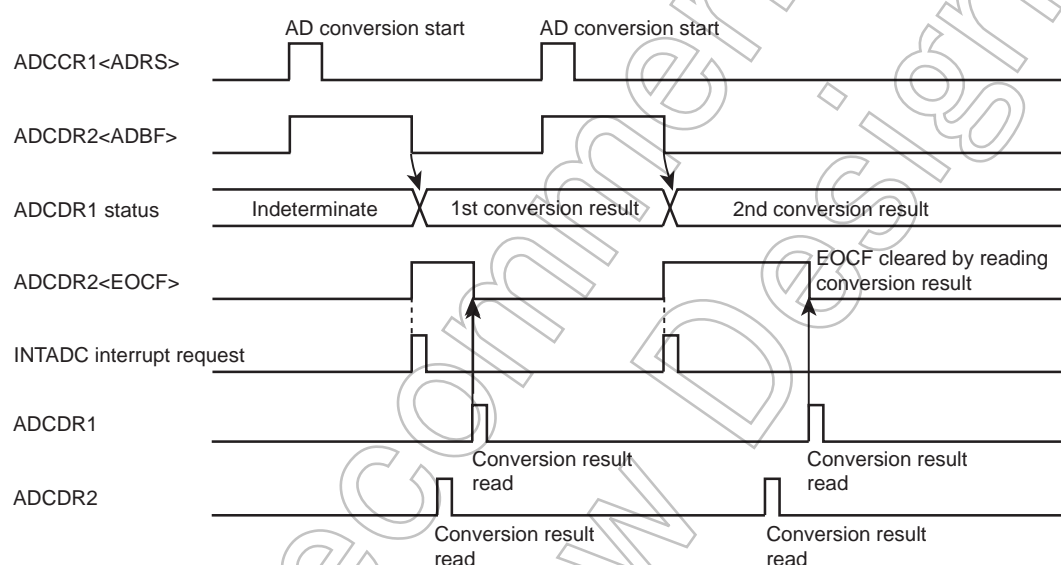 AD conversion start
AD conversion start
ADCCR1<ADRS>
ADCDR2<ADBF>
ADCDR1 status
Indeterminate
1st conversion result
2nd conversion result
ADCDR2<EOCF>
EOCF cleared by reading
conversion result
INTADC interrupt request
ADCDR1
Conversion result
read
Conversion result
read
ADCDR2
Conversion result
read
Conversion result
read